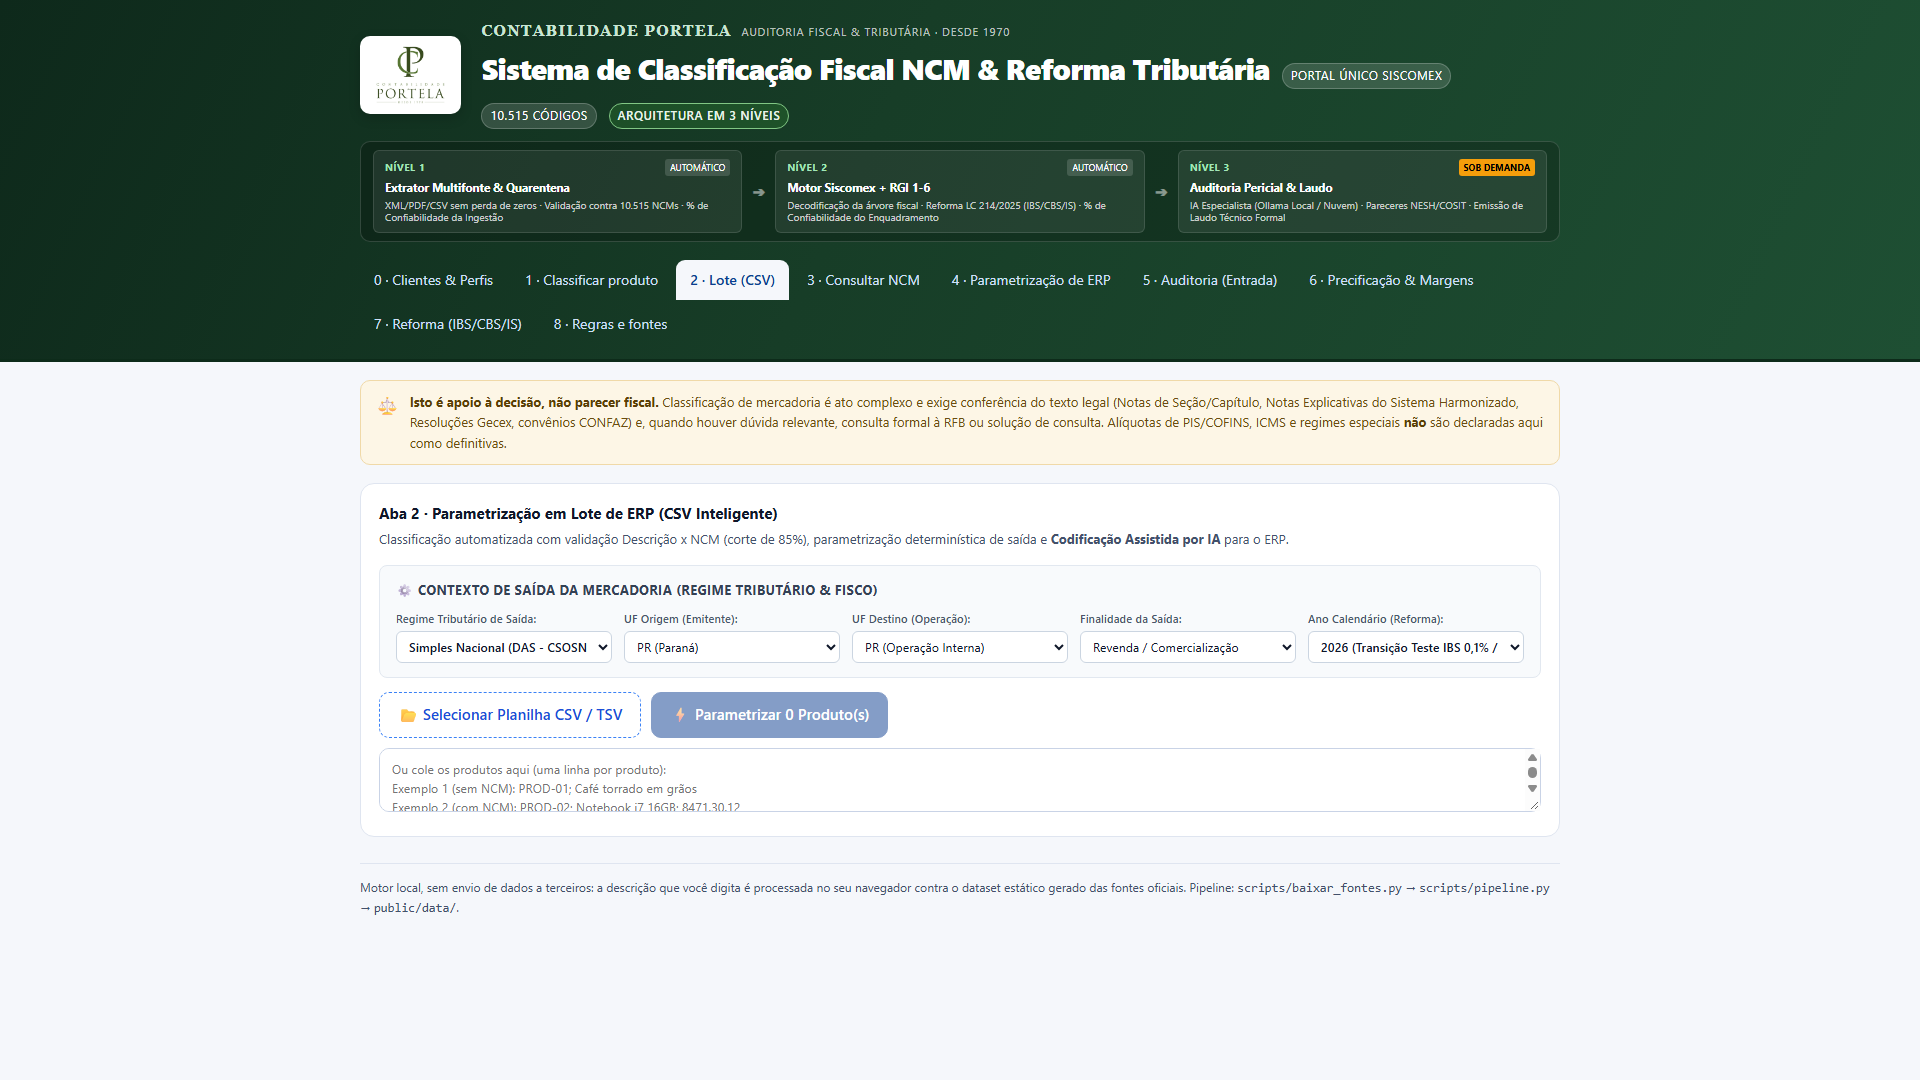 CONTABILIDADE PORTELA AUDITORIA FISCAL & TRIBUTÁRIA · DESDE 1970
CONTABILIDADE
PORTELA
Sistema de Classificação Fiscal NCM & Reforma Tributária PORTAL ÚNICO SISCOMEX
10.515 CÓDIGOS ARQUITETURA EM 3 NÍVEIS
NÍVEL 1 AUTOMÁTICO
Extrator Multifonte & Quarentena
XML/PDF/CSV sem perda de zeros · Validação contra 10.515 NCMs · % de
Confiabilidade da Ingestão
➔
NÍVEL 2 AUTOMÁTICO
Motor Siscomex + RGI 1-6
Decodificação da árvore fiscal · Reforma LC 214/2025 (IBS/CBS/IS) · % de
Confiabilidade do Enquadramento
➔
NÍVEL 3 SOB DEMANDA
Auditoria Pericial & Laudo
IA Especialista (Ollama Local / Nuvem) · Pareceres NESH/COSIT · Emissão de
Laudo Técnico Formal
0 · Clientes & Perfis 1 · Classificar produto 2 · Lote (CSV) 3 · Consultar NCM 4 · Parametrização de ERP 5 · Auditoria (Entrada) 6 · Precificação & Margens
7 · Reforma (IBS/CBS/IS) 8 · Regras e fontes
Isto é apoio à decisão, não parecer fiscal. Classificação de mercadoria é ato complexo e exige conferência do texto legal (Notas de Seção/Capítulo, Notas Explicativas do Sistema Harmonizado,
Resoluções Gecex, convênios CONFAZ) e, quando houver dúvida relevante, consulta formal à RFB ou solução de consulta. Alíquotas de PIS/COFINS, ICMS e regimes especiais não são declaradas aqui
como definitivas.
Aba 2 · Parametrização em Lote de ERP (CSV Inteligente)
Classificação automatizada com validação Descrição x NCM (corte de 85%), parametrização determinística de saída e Codificação Assistida por IA para o ERP.
CONTEXTO DE SAÍDA DA MERCADORIA (REGIME TRIBUTÁRIO & FISCO)
Regime Tributário de Saída: UF Origem (Emitente): UF Destino (Operação): Finalidade da Saída: Ano Calendário (Reforma):
Simples Nacional (DAS - CSOSN PR (Paraná) PR (Operação Interna) Revenda / Comercialização 2026 (Transição Teste IBS 0,1% /
Selecionar Planilha CSV / TSV Parametrizar 0 Produto(s)
Ou cole os produtos aqui (uma linha por produto):
Exemplo 1 (sem NCM): PROD-01; Café torrado em grãos
Exemplo 2 (com NCM): PROD-02; Notebook i7 16GB; 8471.30.12
Motor local, sem envio de dados a terceiros: a descrição que você digita é processada no seu navegador contra o dataset estático gerado das fontes oficiais. Pipeline: scripts/baixar_fontes.py → scripts/pipeline.py
→ public/data/.